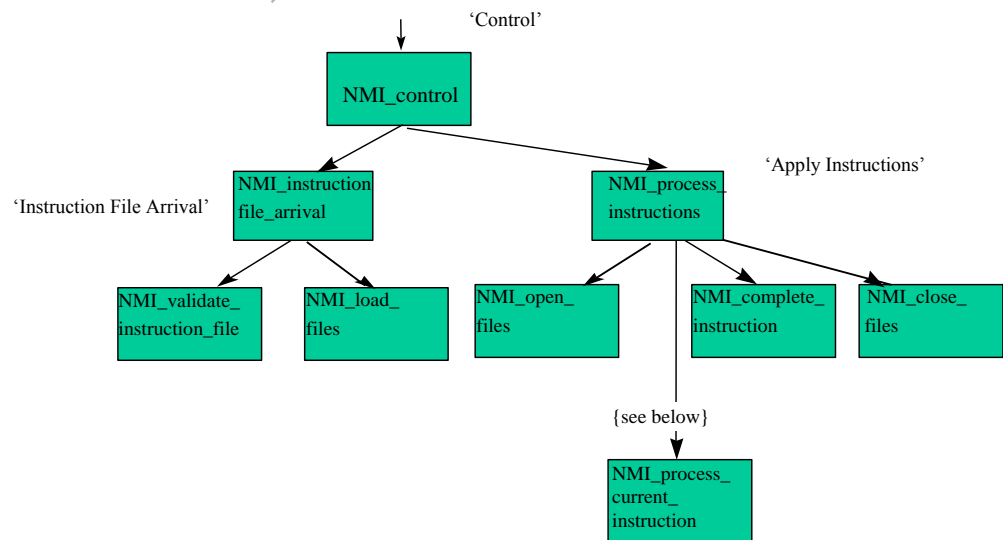 ‘Control’
NMI_control
‘Apply Instructions’
NMI_instruction
file_arrival
NMI_process_
instructions
‘Instruction File Arrival’
NMI_validate_
instruction_file
NMI_load_
files
NMI_open_
files
NMI_complete_
instruction
NMI_close_
files
{see below}
NMI_process_
current_
instruction